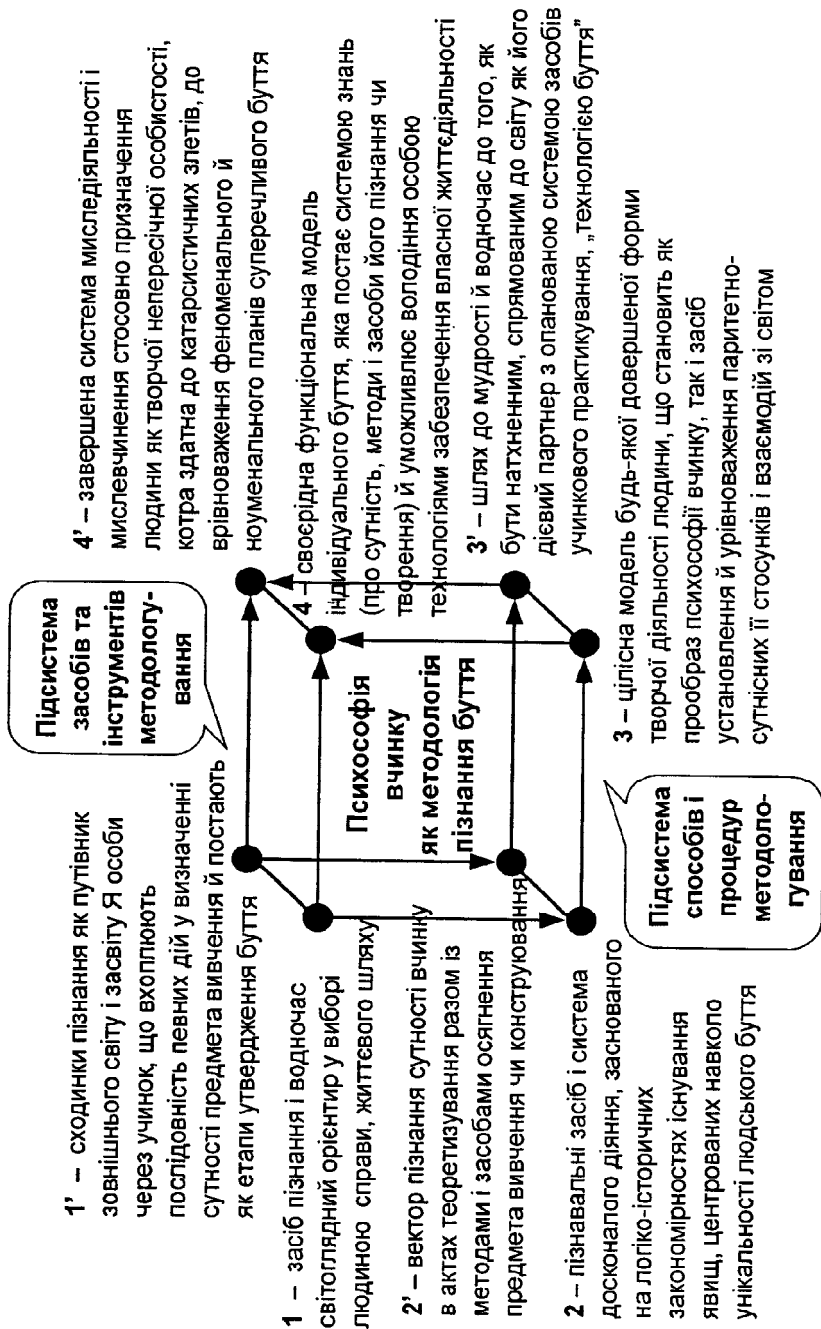 1’ – сходинки пізнання як путівник
зовнішнього світу і засвіту Я особи
через учинок, що вхоплюють
послідовність певних дій у визначенні
сутності предмета вивчення й постають
як етапи утвердження буття
1 – засіб пізнання і водночас
світоглядний орієнтир у виборі
людиною справи, життєвого шляху
2’ – вектор пізнання сутності вчинку
в актах теоретизування разом із
методами і засобами осягнення
предмета вивчення чи конструювання
2 – пізнавальні засіб і система
досконалого діяння, заснованого
на логіко-історичних
закономірностях існування
явищ, центрованих навколо
унікальності людського буття
Підсистема
засобів та
інструментів
методологу-
вання
Психософія
вчинку
як методологія
пізнання буття
Підсистема
способів і
процедур
методоло-
гування
4’ – завершена система миследіяльності і
мислевчинення стосовно призначення
людини як творчої непересічної особистості,
котра здатна до катарсистичних злетів, до
врівноваження феноменального й
ноуменального планів суперечливого буття
4 – своєрідна функціональна модель
індивідуального буття, яка постає системою знань
(про сутність, методи і засоби його пізнання чи
творення) й уможливлює володіння особою
технологіями забезпечення власної життєдіяльності
3’ – шлях до мудрості й водночас до того, як
бути натхненним, спрямованим до світу як його
дієвий партнер з опанованою системою засобів
учинкового практикування, „технологією буття”
3 – цілісна модель будь-якої довершеної форми
творчої діяльності людини, що становить як
прообраз психософії вчинку, так і засіб
установлення й урівноваження паритетно-
сутнісних її стосунків і взаємодій зі світом